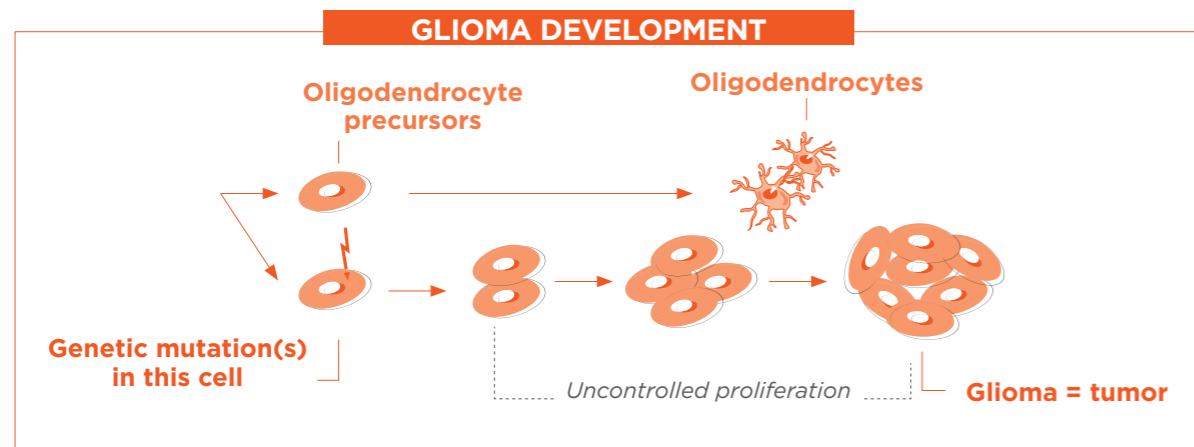 GLIOMA DEVELOPMENT
Oligodendrocyte
precursors
Oligodendrocytes
Genetic mutation(s)
in this cell
Uncontrolled proliferation
Glioma = tumor